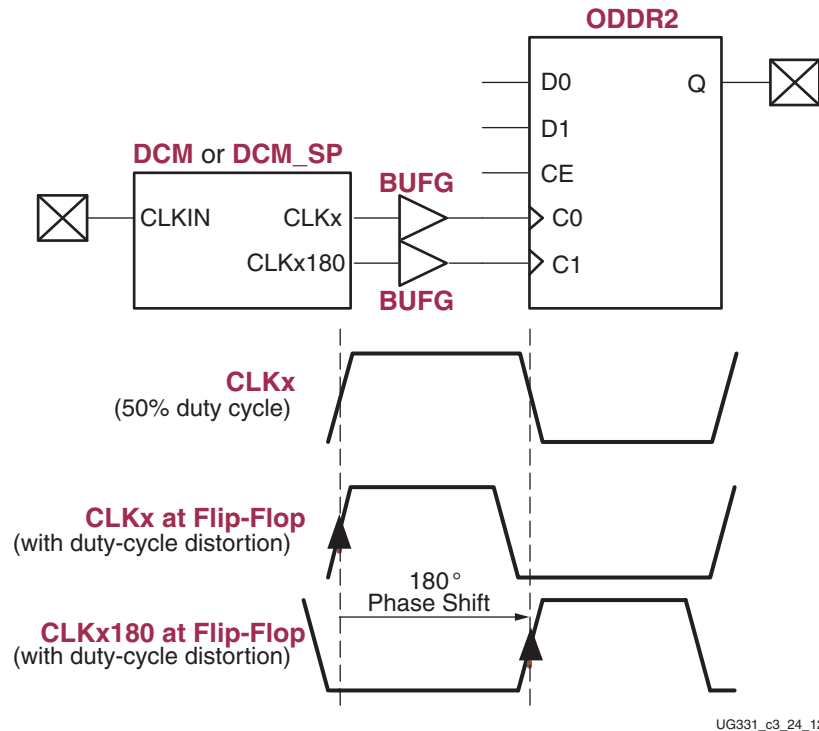 ODDR2
D0
Q
D1
DCM or DCM_SP
CE
BUFG
CLKIN
CLKx
C0
CLKx180
C1
BUFG
CLKx
(50% duty cycle)
CLKx at Flip-Flop
(with duty-cycle distortion)
180°
Phase Shift
CLKx180 at Flip-Flop
(with duty-cycle distortion)
UG331_c3_24_12